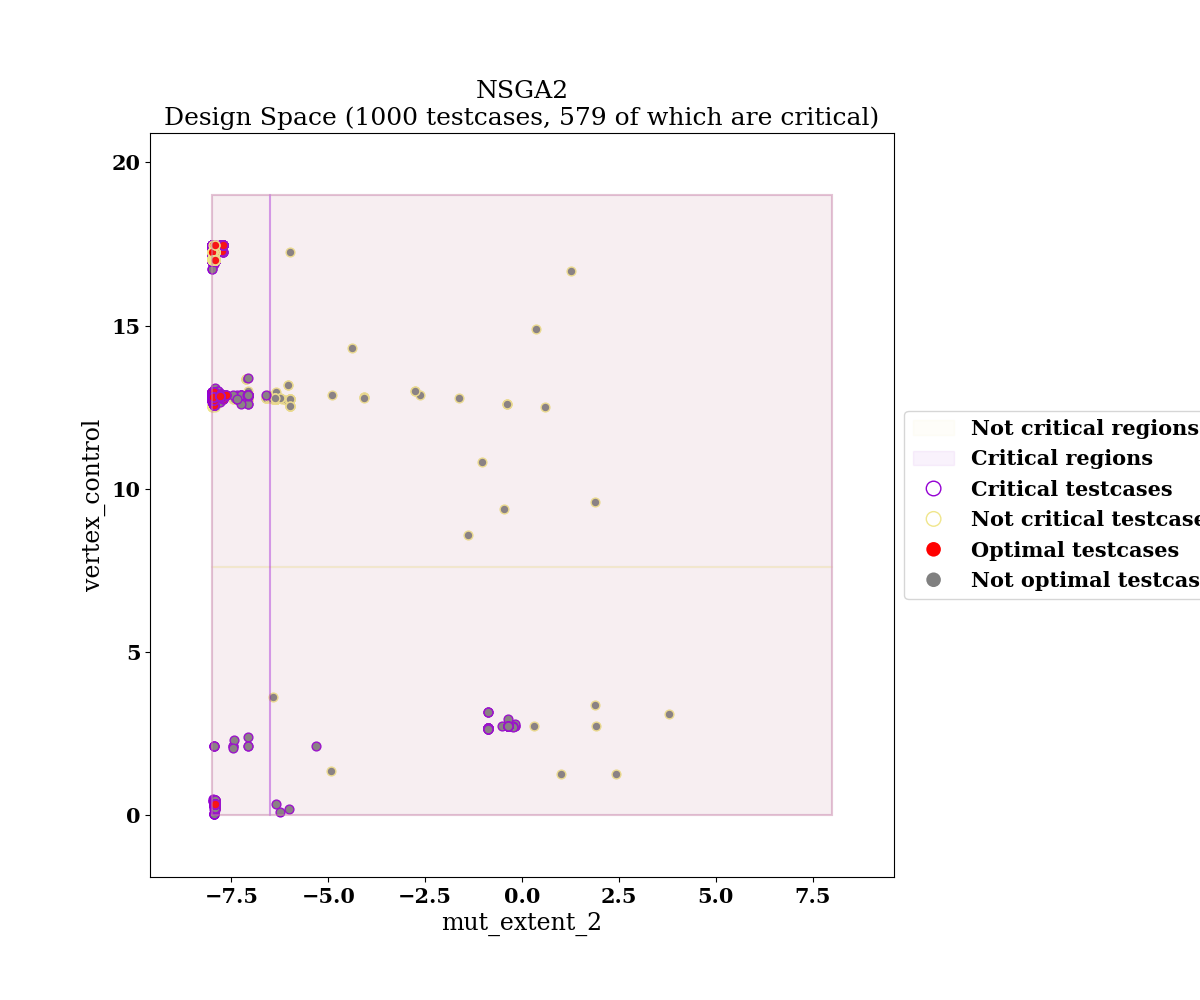 NSGA2
Design Space (1000 testcases, 579 of which are critical)
20
15
10
5
0
−7.5 −5.0 −2.5 0.0 2.5 5.0 7.5
mut_extent_2
vertex_control
Not critical regions
Critical regions
Critical testcases
Not critical testcase
Optimal testcases
Not optimal testcas